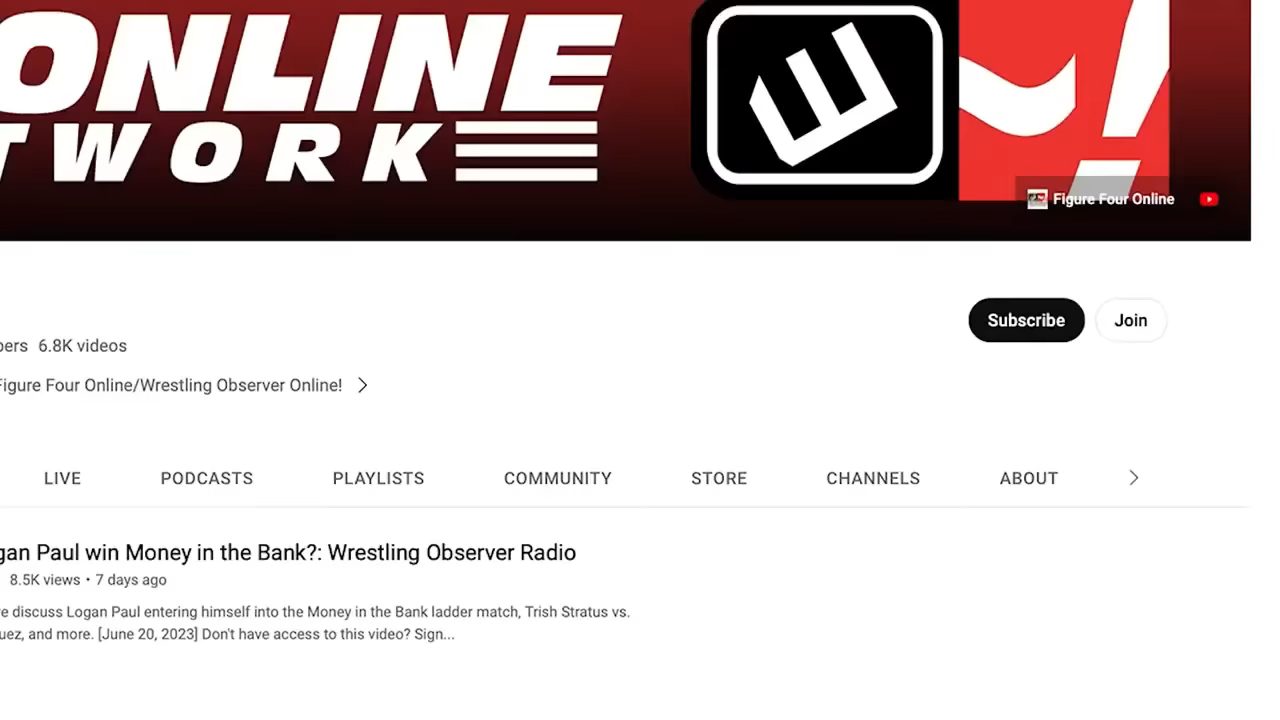 ONLINE
TWORK
Figure Four Online
Subscribe
Join
bers 6.8K videos
Figure Four Online/Wrestling Observer Online!
LIVE
PODCASTS
PLAYLISTS
COMMUNITY
STORE
CHANNELS
ABOUT
gan Paul win Money in the Bank?: Wrestling Observer Radio
8.5K views • 7 days ago
re discuss Logan Paul entering himself into the Money in the Bank ladder match, Trish Stratus vs.
uez, and more. [June 20, 2023] Don't have access to this video? Sign...